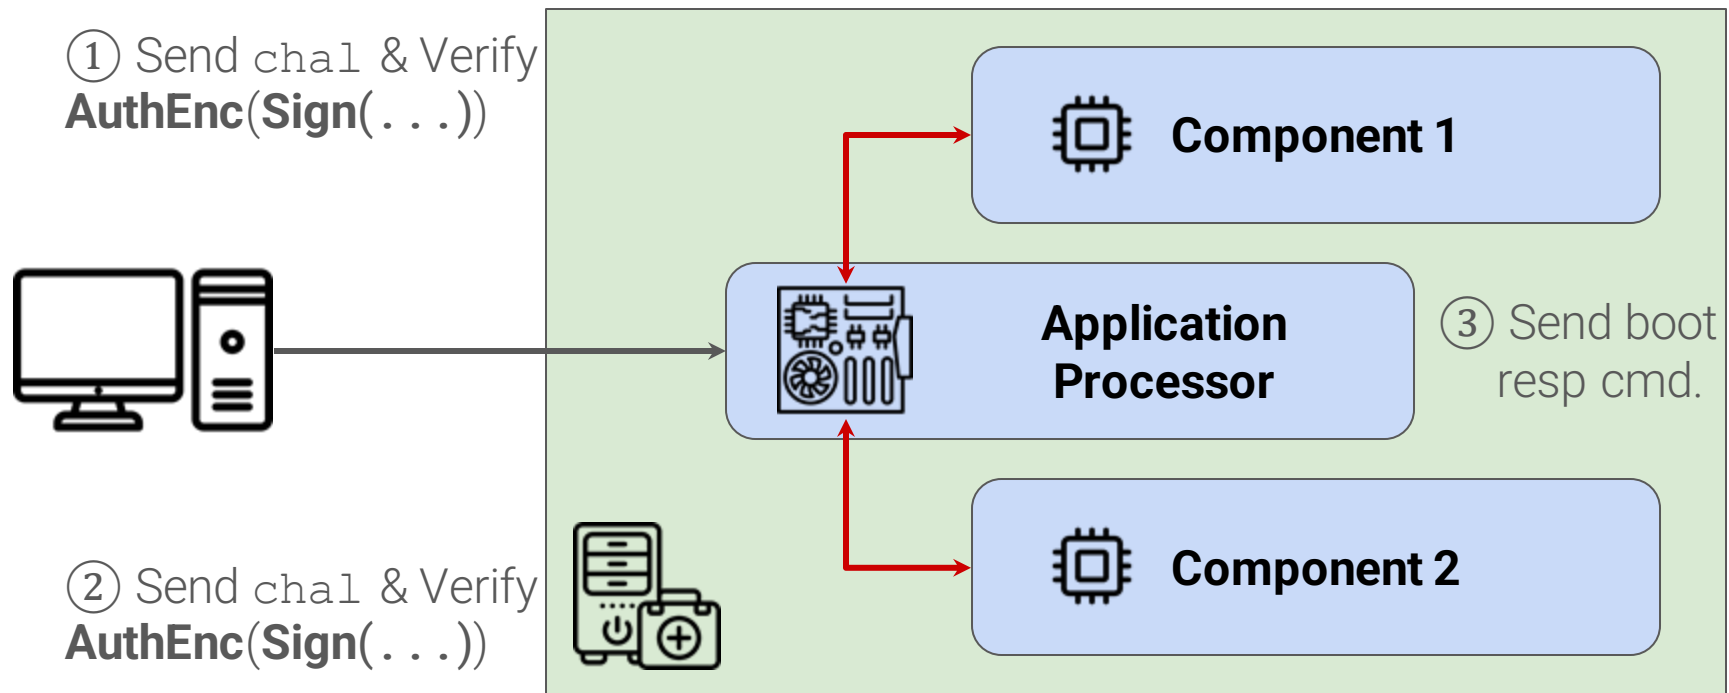 ① Send chal & Verify
AuthEnc(Sign(...))
Component 1
Application
Processor
③ Send boot
resp cmd.
② Send chal & Verify
AuthEnc(Sign(...))
Component 2